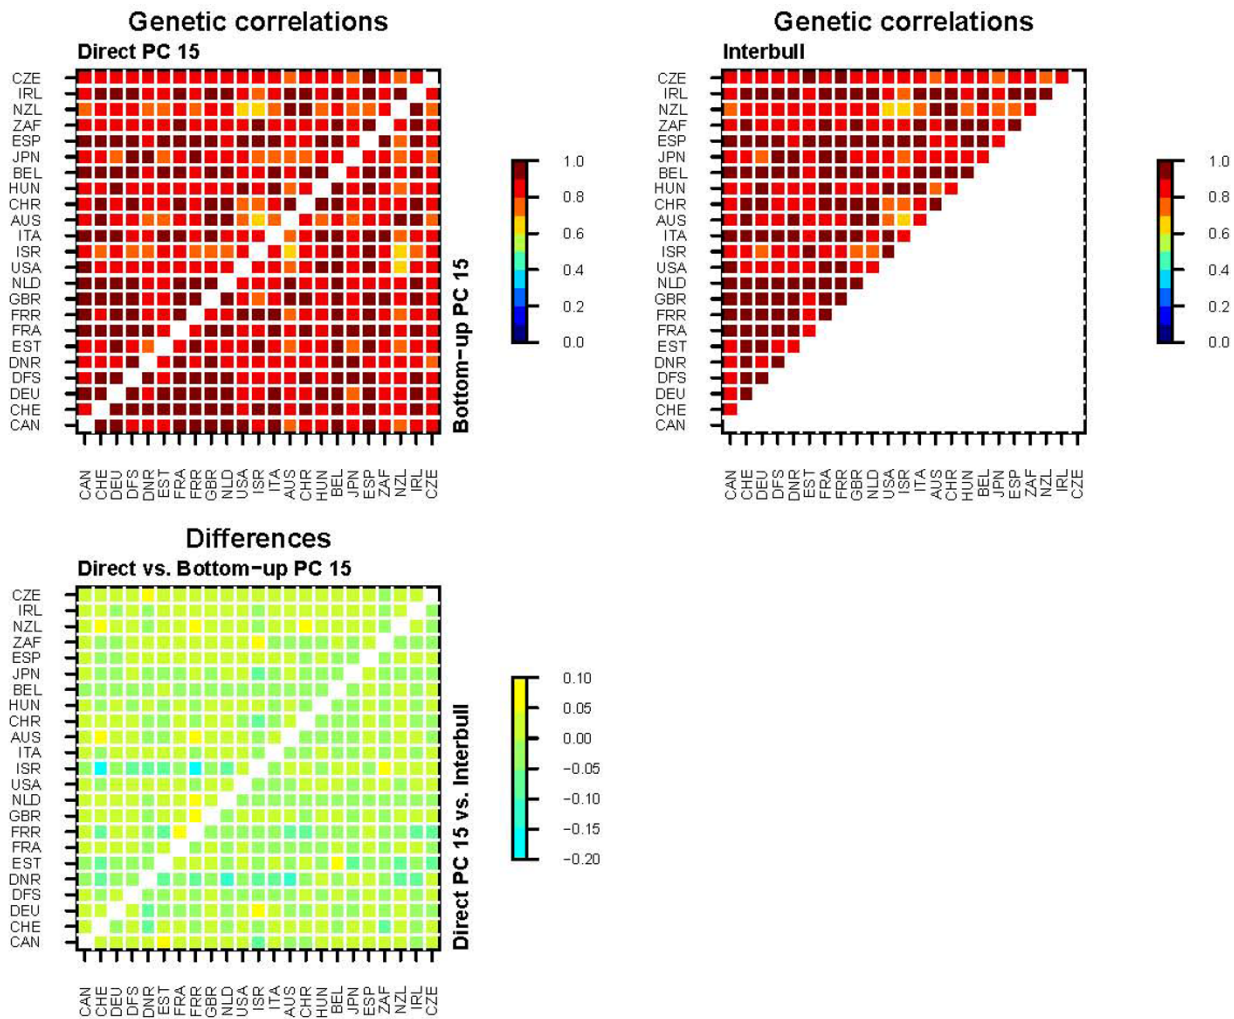 Genetic correlations
Direct PC 15
CZE
IRL
NZL
ZAF
ESP
JPN
BEL
HUN
CHR
AUS
ITA
ISR
USA
NLD
GBR
FRR
FRA
EST
DNR
DFS
DEU
CHE
CAN
CAN CHE DEU DFS DNR EST FRA FRR GBR NLD USA ISR ITA AUS CHR HUN BEL JPN ESP ZAF NZL IRL CZE
Bottom-up PC 15
1.0
0.8
0.6
0.4
0.2
0.0
Genetic correlations
Interbull
CZE
IRL
NZL
ZAF
ESP
JPN
BEL
HUN
CHR
AUS
ITA
ISR
USA
NLD
GBR
FRR
FRA
EST
DNR
DFS
DEU
CHE
CAN
CAN CHE DEU DFS DNR EST FRA FRR GBR NLD USA ISR ITA AUS CHR HUN BEL JPN ESP ZAF NZL IRL CZE
1.0
0.8
0.6
0.4
0.2
0.0
Differences
Direct vs. Bottom-up PC 15
CZE
IRL
NZL
ZAF
ESP
JPN
BEL
HUN
CHR
AUS
ITA
ISR
USA
NLD
GBR
FRR
FRA
EST
DNR
DFS
DEU
CHE
CAN
CAN CHE DEU DFS DNR EST FRA FRR GBR NLD USA ISR ITA AUS CHR HUN BEL JPN ESP ZAF NZL IRL CZE
Direct PC 15 vs. Interbull
0.10
0.05
0.00
-0.05
-0.10
-0.15
-0.20